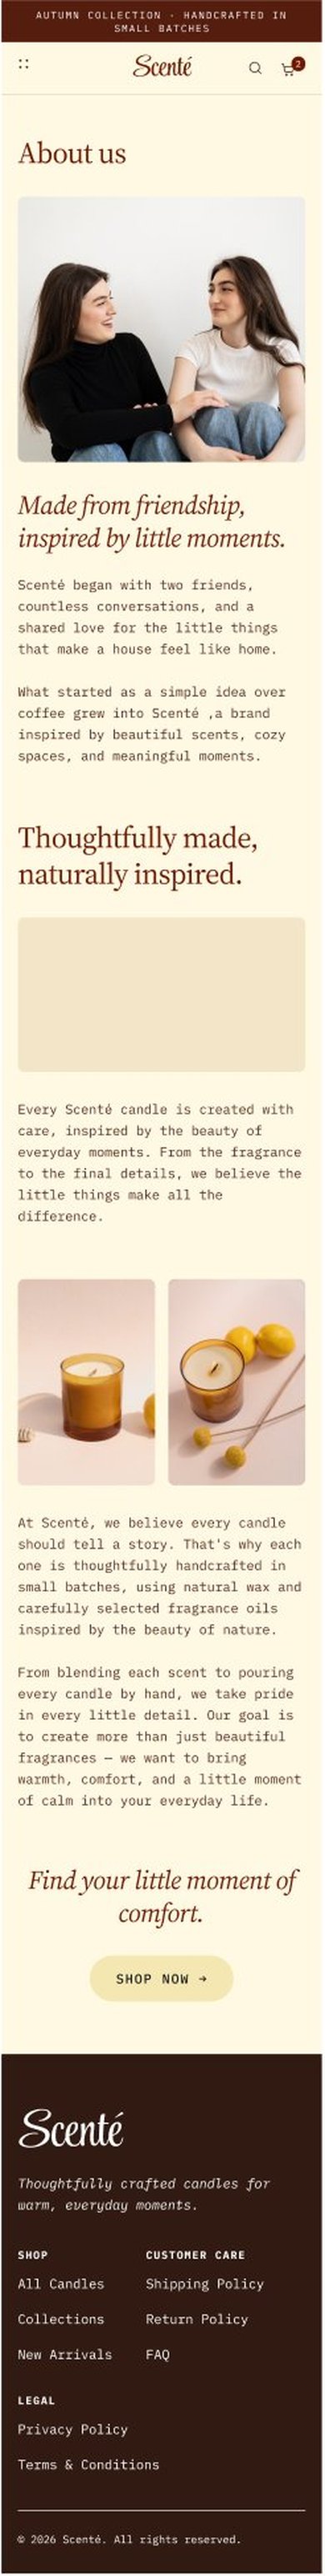 AUTUMN COLLECTION · HANDCRAFTED IN
SMALL BATCHES
Scenté
2
About us
Made from friendship,
inspired by little moments.
Scenté began with two friends,
countless conversations, and a
shared love for the little things
that make a house feel like home.
What started as a simple idea over
coffee grew into Scenté ,a brand
inspired by beautiful scents, cozy
spaces, and meaningful moments.
Thoughtfully made,
naturally inspired.
Every Scenté candle is created with
care, inspired by the beauty of
everyday moments. From the fragrance
to the final details, we believe the
little things make all the
difference.
At Scenté, we believe every candle
should tell a story. That's why each
one is thoughtfully handcrafted in
small batches, using natural wax and
carefully selected fragrance oils
inspired by the beauty of nature.
From blending each scent to pouring
every candle by hand, we take pride
in every little detail. Our goal is
to create more than just beautiful
fragrances — we want to bring
warmth, comfort, and a little moment
of calm into your everyday life.
Find your little moment of
comfort.
SHOP NOW →
Scenté
Thoughtfully crafted candles for
warm, everyday moments.
SHOP
All Candles
Collections
New Arrivals
CUSTOMER CARE
Shipping Policy
Return Policy
FAQ
LEGAL
Privacy Policy
Terms & Conditions
© 2026 Scenté. All rights reserved.